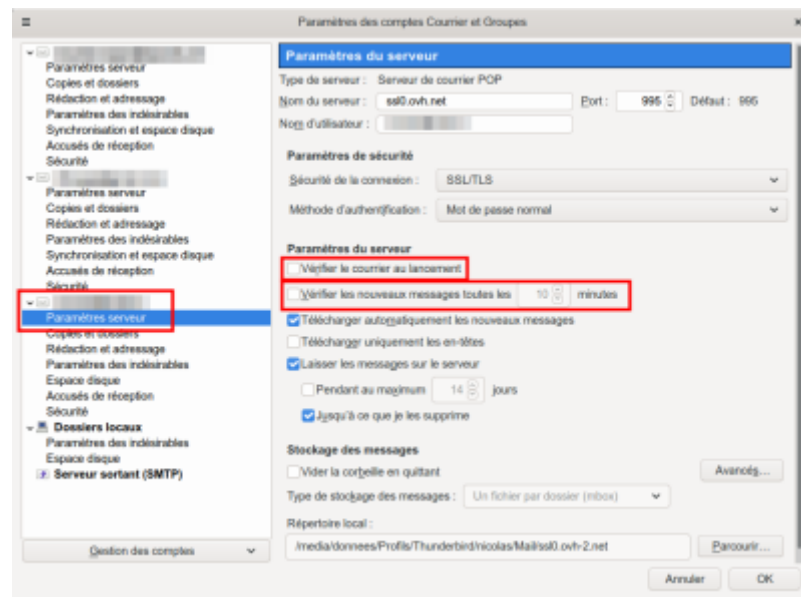 Paramètres des comptes Courrier et Groupes
Paramètres serveur
Copies et dossiers
Rédaction et adressage
Paramètres des indésirables
Synchronisation et espace disque
Accusés de réception
Sécurité
Paramètres serveur
Copies et dossiers
Rédaction et adressage
Paramètres des indésirables
Synchronisation et espace disque
Accusés de réception
Sécurité
Paramètres serveur
Copies et dossiers
Rédaction et adressage
Paramètres des indésirables
Espace disque
Accusés de réception
Sécurité
Dossiers locaux
Paramètres des indésirables
Espace disque
Serveur sortant (SMTP)
Gestion des comptes
Paramètres du serveur
Type de serveur : Serveur de courrier POP
Nom du serveur : ssl0.ovh.net Port : 995 Défaut : 995
Nom d'utilisateur :
Paramètres de sécurité
Sécurité de la connexion : SSL/TLS
Méthode d'authentification : Mot de passe normal
Paramètres du serveur
Vérifier le courrier au lancement
Vérifier les nouveaux messages toutes les 10 minutes
Télécharger automatiquement les nouveaux messages
Télécharger uniquement les en-têtes
Laisser les messages sur le serveur
Pendant au maximum 14 jours
Jusqu'à ce que je les supprime
Stockage des messages
Vider la corbeille en quittant Avancés...
Type de stockage des messages : Un fichier par dossier (mbox)
Répertoire local :
/media/donnees/Profils/Thunderbird/nicolas/Mail/ssl0.ovh-2.net Parcourir...
Annuler OK